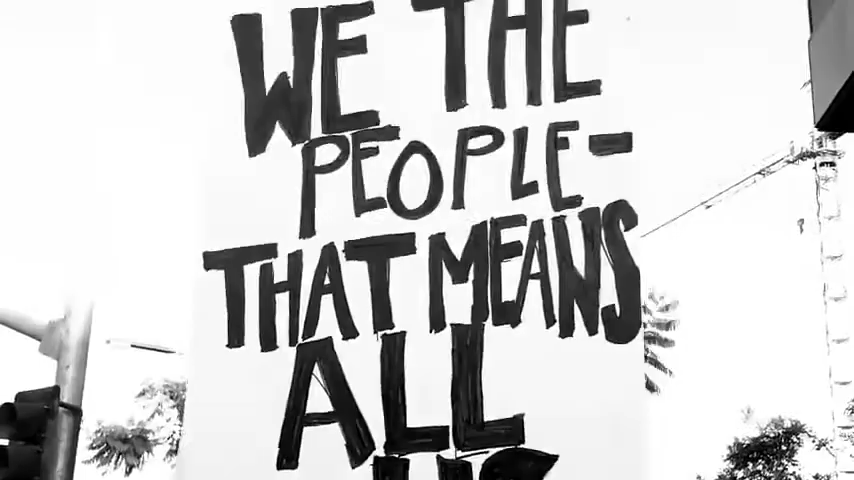 WE THE
PEOPLE-
THAT MEANS
ALL